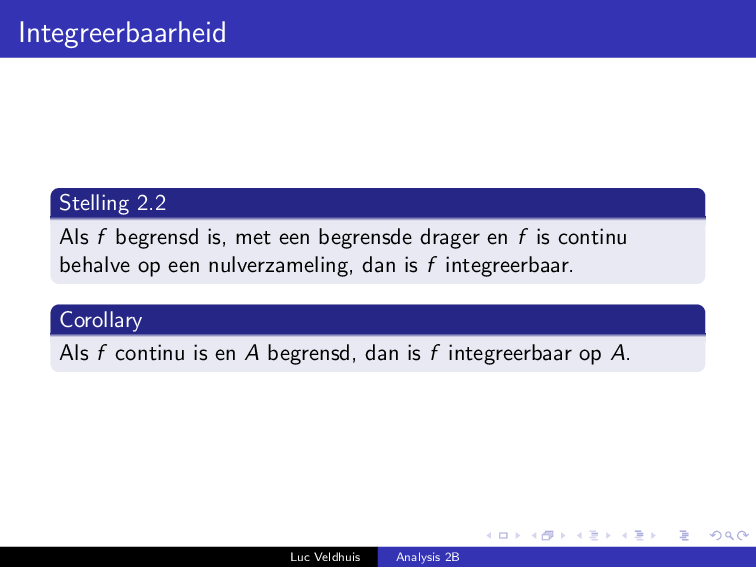 Integreerbaarheid
Stelling 2.2
Als f begrensd is, met een begrensde drager en f is continu
behalve op een nulverzameling, dan is f integreerbaar.
Corollary
Als f continu is en A begrensd, dan is f integreerbaar op A.
Luc Veldhuis
Analysis 2B